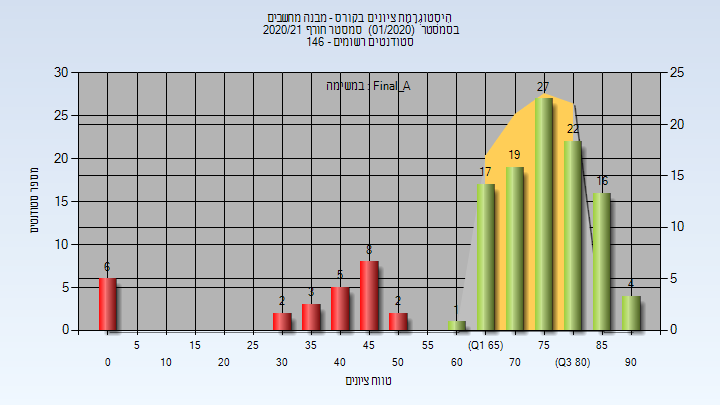 היסטוגרמת ציונים בקורס - מבנה מחשבים
בסמסטר (01/2020) סמסטר חורף 2020/21
סטודנטים רשומים - 146
במשימה : Final_A
מספר סטודנטים
30 25 20 15 10 5 0
25 20 15 10 5 0
6 2 3 5 8 2 1 17 19 27 22 16 4
5 15 25 35 45 55 (Q1 65) 75 85
0 10 20 30 40 50 60 70 (Q3 80) 90
טווח ציונים